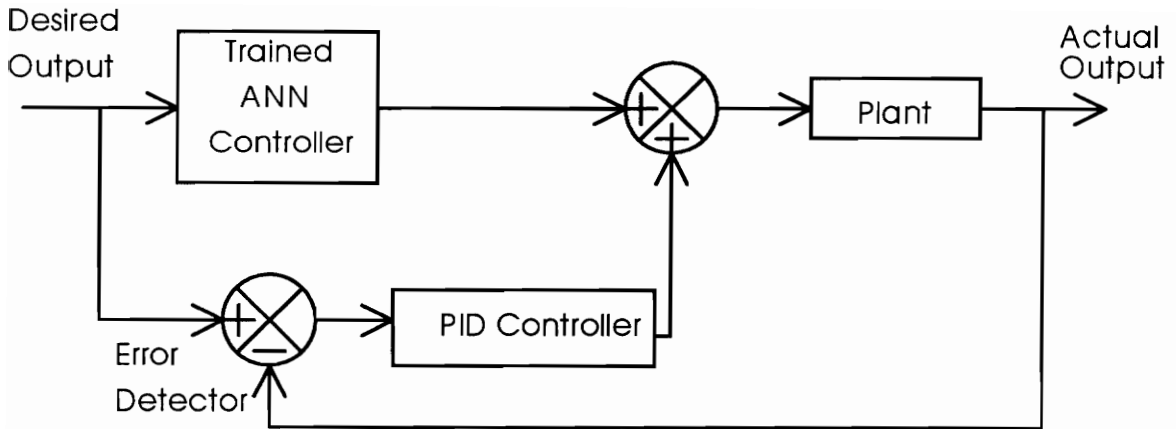 Desired
Output
Trained
ANN
Controller
+
+
Plant
Actual
Output
+
−
Error
Detector
PID Controller